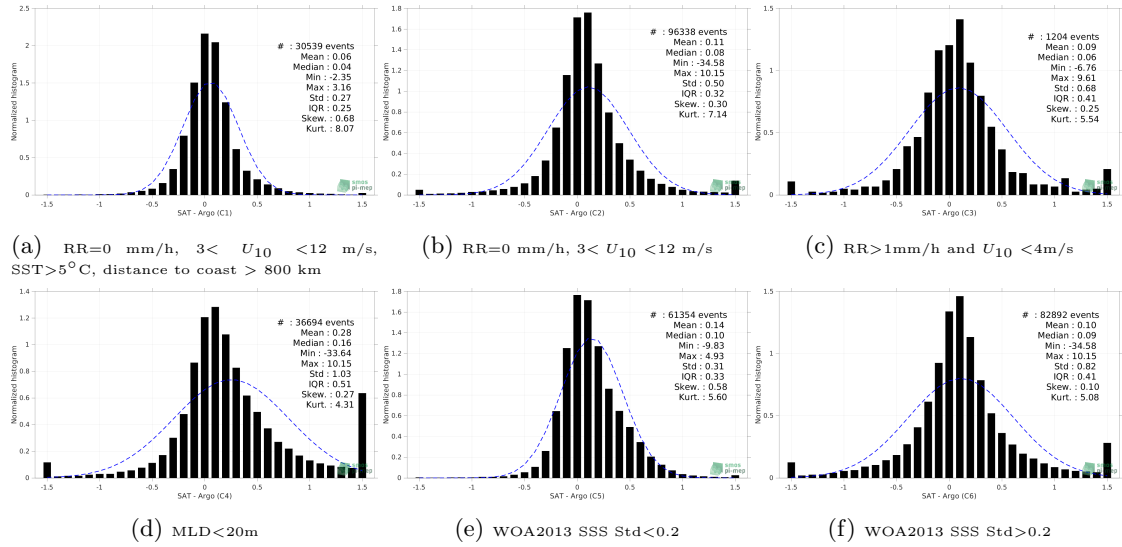 2.5
2
1.5
1
0.5
0
-1.5 -1 -0.5 0 0.5 1 1.5
Normalized histogram
SAT - Argo (C1)
# : 30539 events
Mean : 0.06
Median : 0.04
Min : -2.35
Max : 3.16
Std : 0.27
IQR : 0.25
Skew. : 0.68
Kurt. : 8.07
smos
pi-mep
(a) RR=0 mm/h, 3< U10 <12 m/s,
SST>5°C, distance to coast > 800 km
1.8
1.6
1.4
1.2
1
0.8
0.6
0.4
0.2
0
-1.5 -1 -0.5 0 0.5 1 1.5
Normalized histogram
SAT - Argo (C2)
# : 96338 events
Mean : 0.11
Median : 0.08
Min : -34.58
Max : 10.15
Std : 0.50
IQR : 0.32
Skew. : 0.30
Kurt. : 7.14
smos
pi-mep
(b) RR=0 mm/h, 3< U10 <12 m/s
1.5
1
0.5
0
-1.5 -1 -0.5 0 0.5 1 1.5
Normalized histogram
SAT - Argo (C3)
# : 1204 events
Mean : 0.09
Median : 0.06
Min : -6.76
Max : 9.61
Std : 0.68
IQR : 0.41
Skew. : 0.25
Kurt. : 5.54
smos
pi-mep
(c) RR>1mm/h and U10 <4m/s
1.4
1.2
1
0.8
0.6
0.4
0.2
0
-1.5 -1 -0.5 0 0.5 1 1.5
Normalized histogram
SAT - Argo (C4)
# : 36694 events
Mean : 0.28
Median : 0.16
Min : -33.64
Max : 10.15
Std : 1.03
IQR : 0.51
Skew. : 0.27
Kurt. : 4.31
smos
pi-mep
(d) MLD<20m
1.8
1.6
1.4
1.2
1
0.8
0.6
0.4
0.2
0
-1.5 -1 -0.5 0 0.5 1 1.5
Normalized histogram
SAT - Argo (C5)
# : 61354 events
Mean : 0.14
Median : 0.10
Min : -9.83
Max : 4.93
Std : 0.31
IQR : 0.33
Skew. : 0.58
Kurt. : 5.60
smos
pi-mep
(e) WOA2013 SSS Std<0.2
1.5
1
0.5
0
-1.5 -1 -0.5 0 0.5 1 1.5
Normalized histogram
SAT - Argo (C6)
# : 82892 events
Mean : 0.10
Median : 0.09
Min : -34.58
Max : 10.15
Std : 0.82
IQR : 0.41
Skew. : 0.10
Kurt. : 5.08
smos
pi-mep
(f) WOA2013 SSS Std>0.2